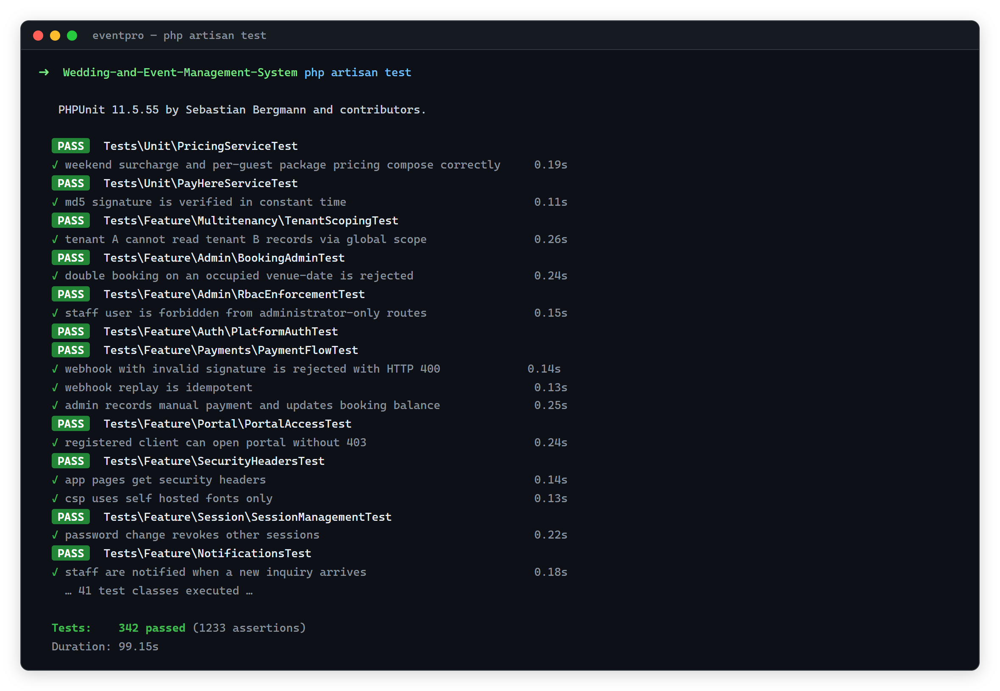 eventpro — php artisan test
→ Wedding-and-Event-Management-System php artisan test
PHPUnit 11.5.55 by Sebastian Bergmann and contributors.
PASS Tests\Unit\PricingServiceTest
✓ weekend surcharge and per-guest package pricing compose correctly 0.19s
PASS Tests\Unit\PayHereServiceTest
✓ md5 signature is verified in constant time 0.11s
PASS Tests\Feature\Multitenancy\TenantScopingTest
✓ tenant A cannot read tenant B records via global scope 0.26s
PASS Tests\Feature\Admin\BookingAdminTest
✓ double booking on an occupied venue-date is rejected 0.24s
PASS Tests\Feature\Admin\RbacEnforcementTest
✓ staff user is forbidden from administrator-only routes 0.15s
PASS Tests\Feature\Auth\PlatformAuthTest
PASS Tests\Feature\Payments\PaymentFlowTest
✓ webhook with invalid signature is rejected with HTTP 400 0.14s
✓ webhook replay is idempotent 0.13s
✓ admin records manual payment and updates booking balance 0.25s
PASS Tests\Feature\Portal\PortalAccessTest
✓ registered client can open portal without 403 0.24s
PASS Tests\Feature\SecurityHeadersTest
✓ app pages get security headers 0.14s
✓ csp uses self hosted fonts only 0.13s
PASS Tests\Feature\Session\SessionManagementTest
✓ password change revokes other sessions 0.22s
PASS Tests\Feature\NotificationsTest
✓ staff are notified when a new inquiry arrives 0.18s
… 41 test classes executed …
Tests: 342 passed (1233 assertions)
Duration: 99.15s